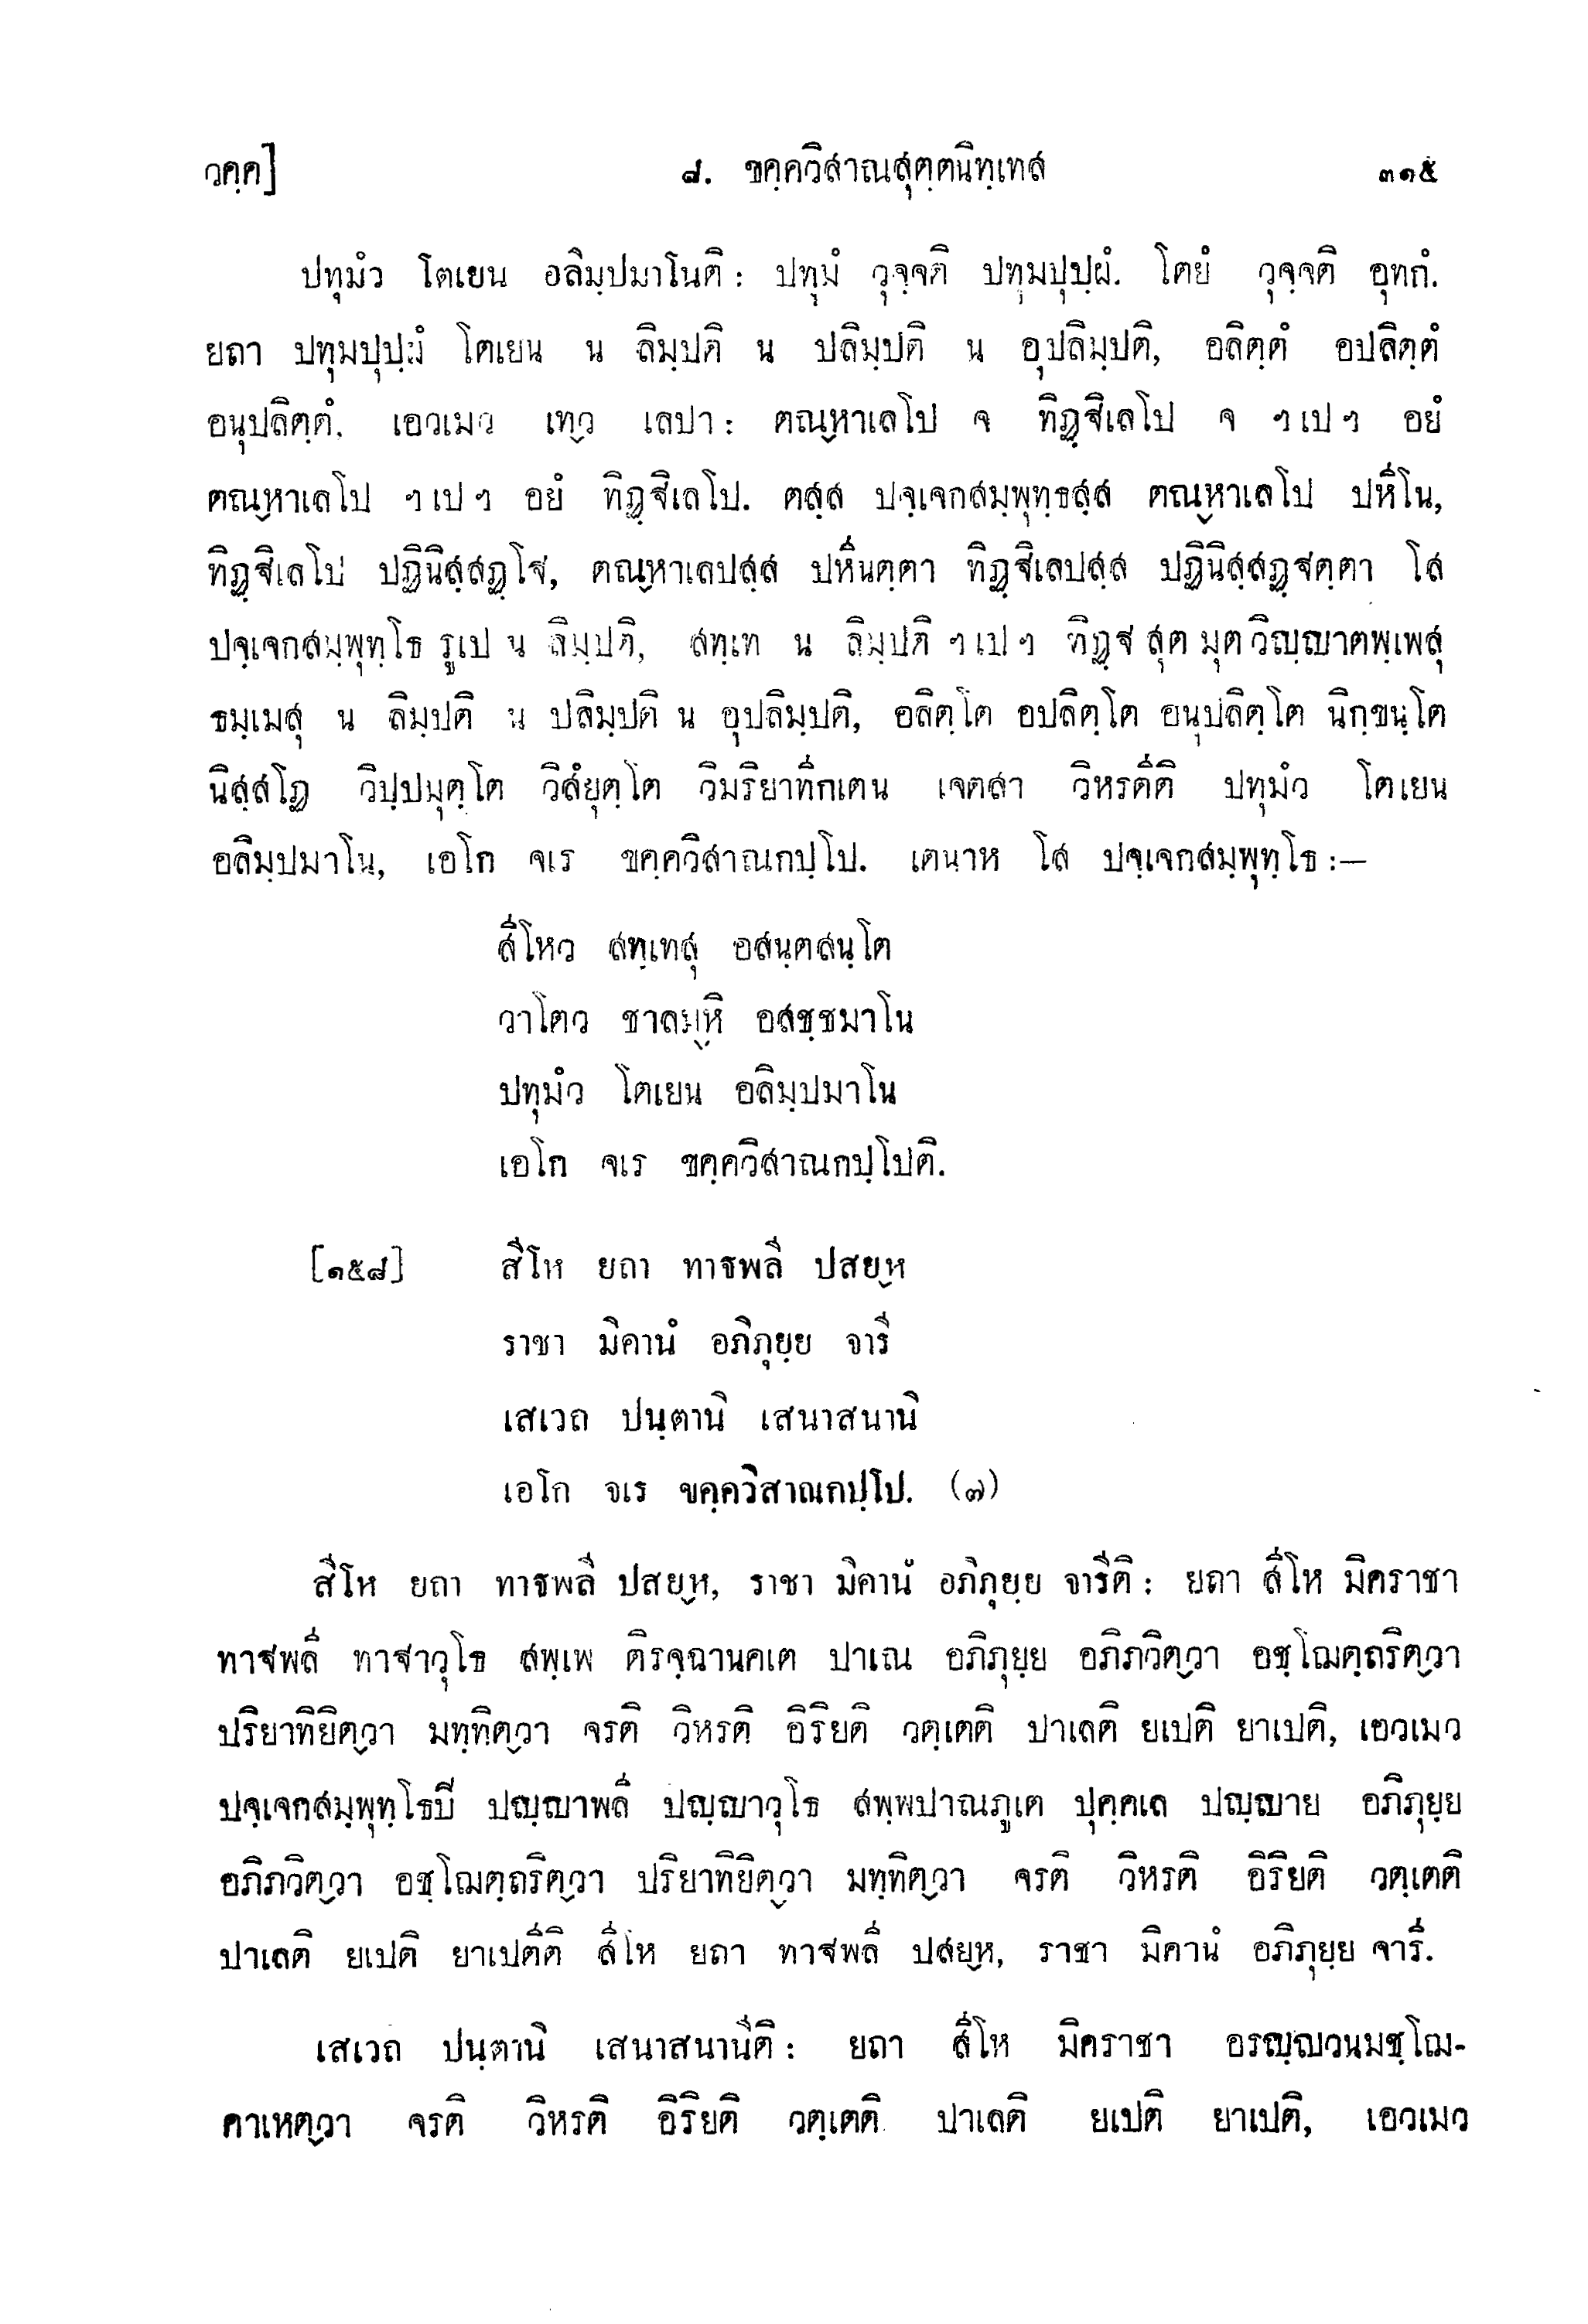 วคฺค] ๘. ขคฺควิสาณสุตฺตนิทฺเทส ๓๑๕
ปทุมํว โตเยน อลิมฺปมาโนติ : ปทุมํ วุจฺจติ ปทุมปุปฺผํ. โตยํ วุจฺจติ อุทกํ.
ยถา ปทุมปุปฺผํ โตเยน น ลิมฺปติ น ปลิมฺปติ น อุปลิมฺปติ, อลิตฺตํ อปลิตฺตํ
อนุปลิตฺตํ. เอวเมว เทฺว เลปา : ตณฺหาเลโป จ ทิฏฺฐิเลโป จ ฯ เป ฯ อยํ
ตณฺหาเลโป ฯ เป ฯ อยํ ทิฏฺฐิเลโป. ตสฺส ปจฺเจกสมฺพุทฺธสฺส ตณฺหาเลโป ปหีโน,
ทิฏฺฐิเลโป ปฏินิสฺสฏฺโฐ, ตณฺหาเลปสฺส ปหีนตฺตา ทิฏฺฐิเลปสฺส ปฏินิสฺสฏฺฐตฺตา โส
ปจฺเจกสมฺพุทฺโธ รูเป น ลิมฺปติ, สทฺเท น ลิมฺปติ ฯ เป ฯ ทิฏฺฐ สุต มุต วิญฺญาตพฺเพสุ
ธมฺเมสุ น ลิมฺปติ น ปลิมฺปติ น อุปลิมฺปติ, อลิตฺโต อปลิตฺโต อนุปลิตฺโต นิกฺขนฺโต
นิสฺสโฏ วิปฺปมุตฺโต วิสํยุตฺโต วิมริยาทิกเตน เจตสา วิหรตีติ ปทุมํว โตเยน
อลิมฺปมาโน, เอโก จเร ขคฺควิสาณกปฺโป. เตนาห โส ปจฺเจกสมฺพุทฺโธ :—
สีโหว สทฺเทสุ อสนฺตสนฺโต
วาโตว ชาลมฺหิ อสชฺชมาโน
ปทุมํว โตเยน อลิมฺปมาโน
เอโก จเร ขคฺควิสาณกปฺโปติ.
[๑๕๘] สีโห ยถา ทาฐพลี ปสยฺห
ราชา มิคานํ อภิภุยฺย จารี
เสเวถ ปนฺตานิ เสนาสนานิ
เอโก จเร ขคฺควิสาณกปฺโป. (๗)
สีโห ยถา ทาฐพลี ปสยฺห, ราชา มิคานํ อภิภุยฺย จารีติ : ยถา สีโห มิคราชา
ทาฐพลี ทาฐาวุโธ สพฺเพ ติรจฺฉานคเต ปาเณ อภิภุยฺย อภิภวิตฺวา อชฺโฌตฺถริตฺวา
ปริยาทิยิตฺวา มทฺทิตฺวา จรติ วิหรติ อิริยติ วตฺเตติ ปาเลติ ยเปติ ยาเปติ, เอวเมว
ปจฺเจกสมฺพุทฺโธปี ปญฺญาพลี ปญฺญาวุโธ สพฺพปาณภูเต ปุคฺคเล ปญฺญาย อภิภุยฺย
อภิภวิตฺวา อชฺโฌตฺถริตฺวา ปริยาทิยิตฺวา มทฺทิตฺวา จรติ วิหรติ อิริยติ วตฺเตติ
ปาเลติ ยเปติ ยาเปตีติ สีโห ยถา ทาฐพลี ปสยฺห, ราชา มิคานํ อภิภุยฺย จารี.
เสเวถ ปนฺตานิ เสนาสนานีติ : ยถา สีโห มิคราชา อรญฺญวนมชฺโฌ-
คาเหตฺวา จรติ วิหรติ อิริยติ วตฺเตติ ปาเลติ ยเปติ ยาเปติ, เอวเมว